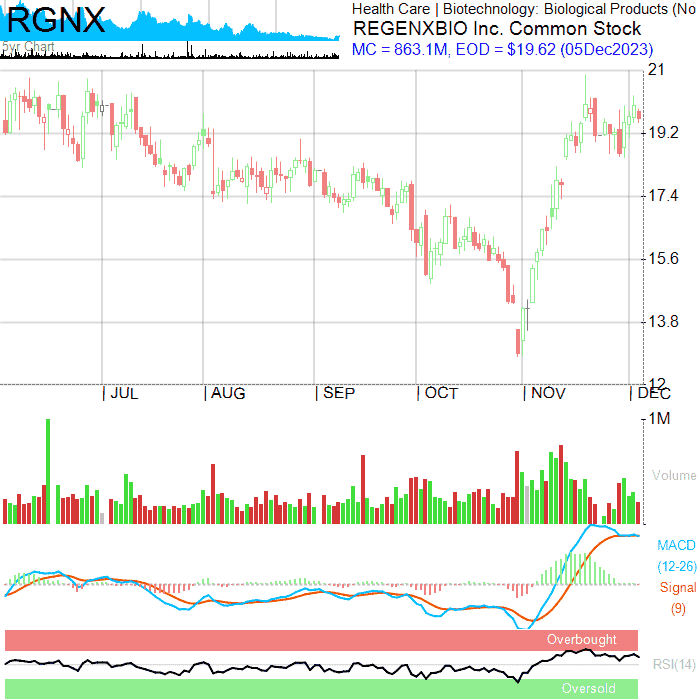 RGNX
5yr Chart
Health Care | Biotechnology: Biological Products (No
REGENXBIO Inc. Common Stock
MC = 863.1M, EOD = $19.62 (05Dec2023)
21
19.2
17.4
15.6
13.8
12
JUL
AUG
SEP
OCT
NOV
DEC
1M
Volume
MACD
(12-26)
Signal
(9)
Overbought
RSI(14)
Oversold